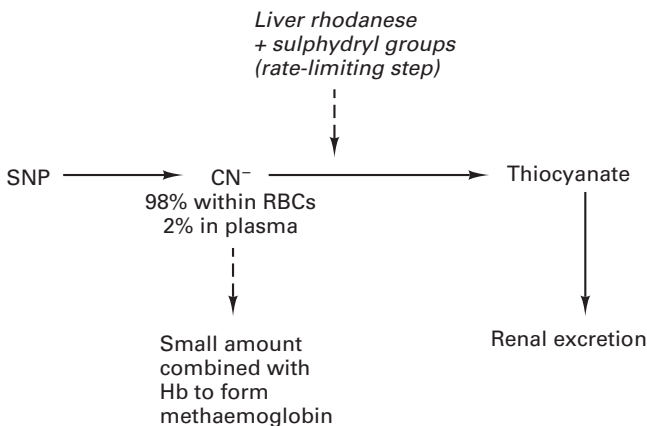 Liver rhodanese
+ sulphydryl groups
(rate-limiting step)
SNP
CN⁻
98% within RBCs
2% in plasma
Thiocyanate
Small amount
combined with
Hb to form
methaemoglobin
Renal excretion